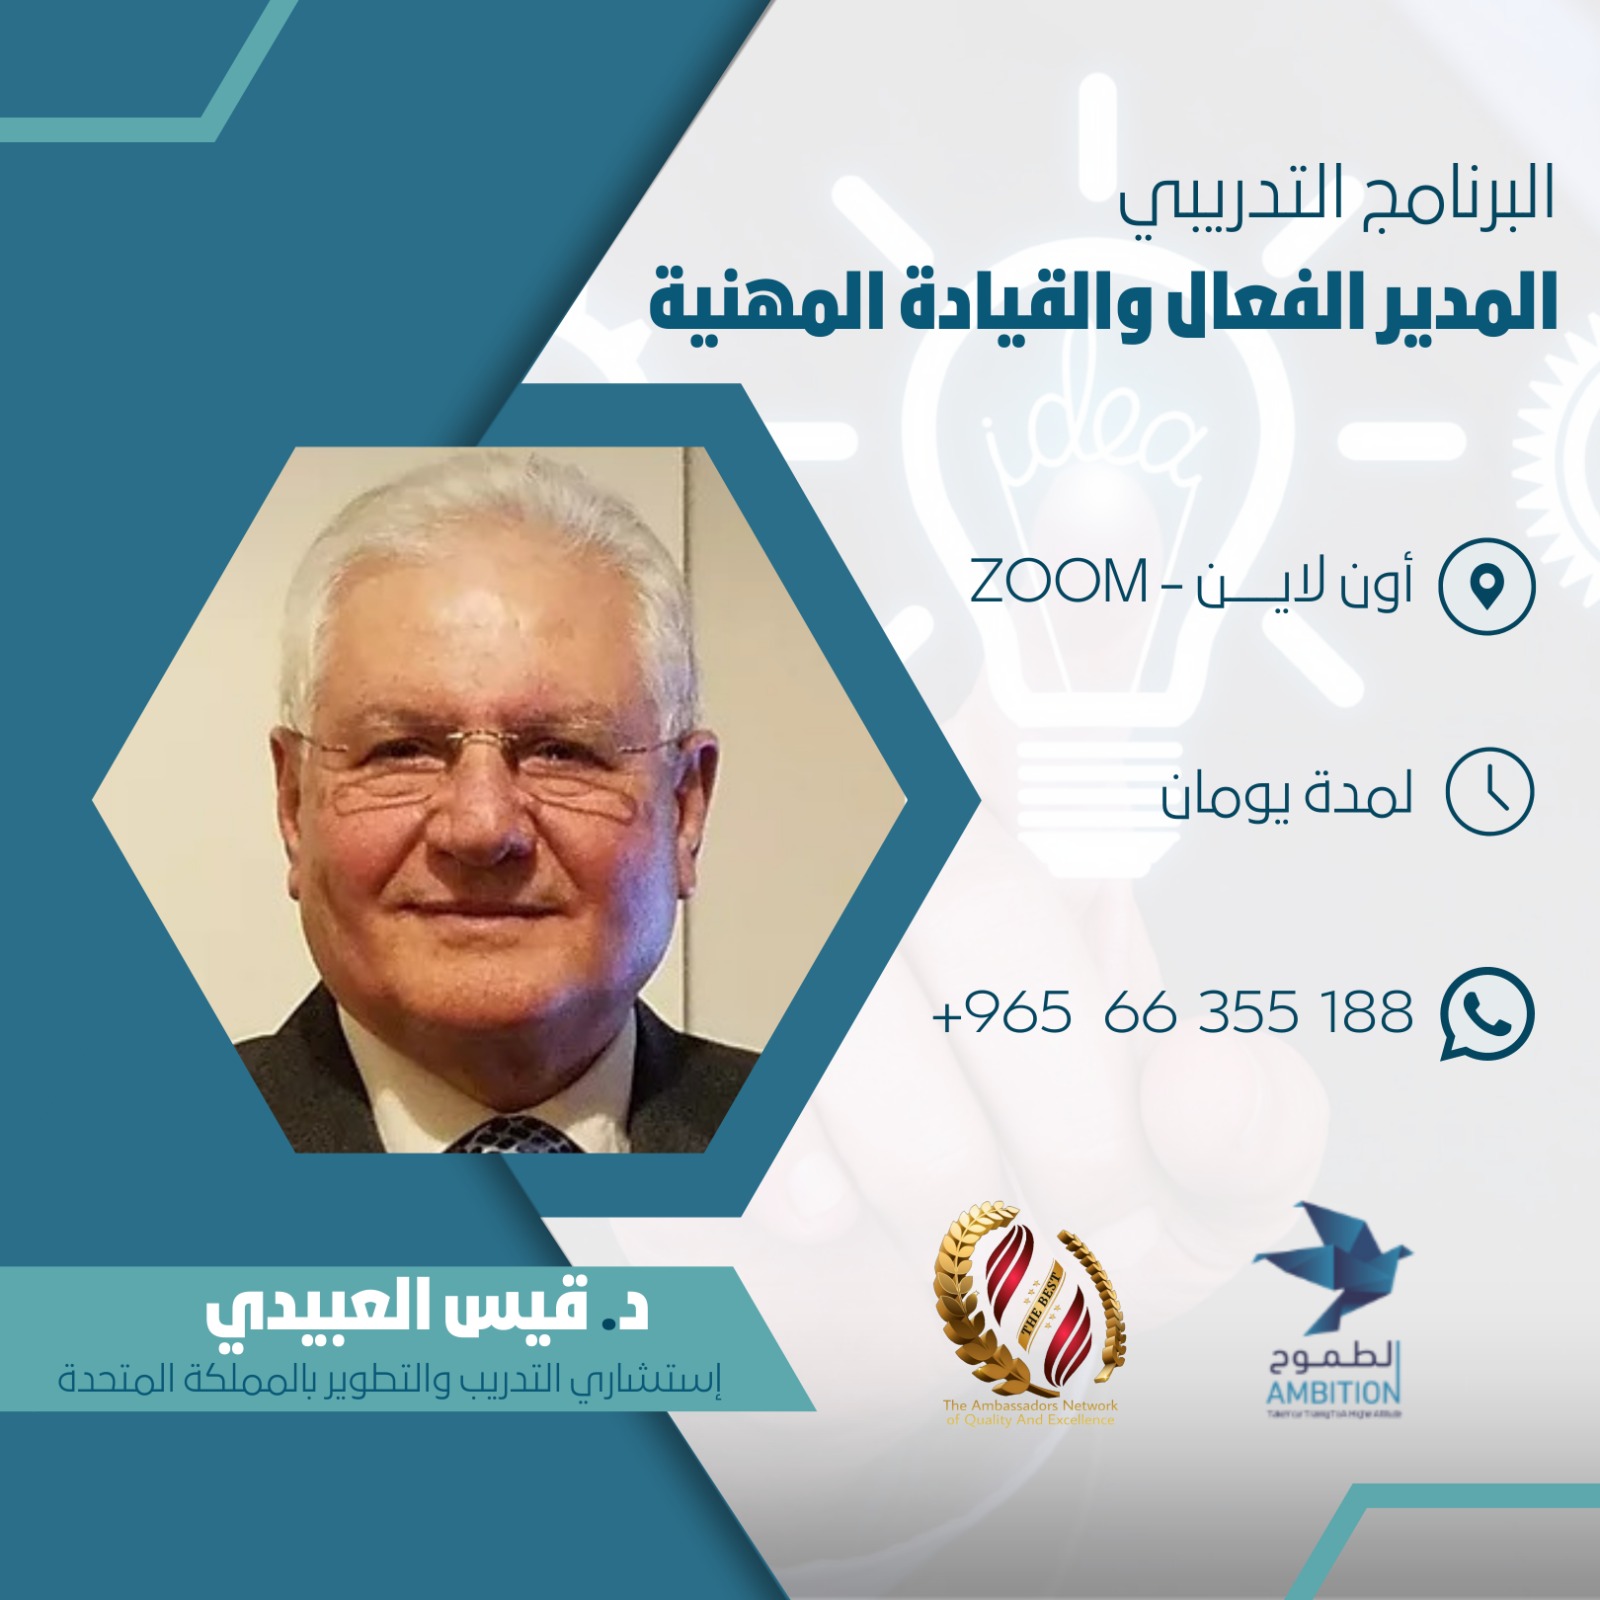 البرنامج التدريبي
المدير الفعال والقيادة المهنية
idea
أون لايـــن - ZOOM
لمدة يومان
+965 66 355 188
د. قيس العبيدي
إستشاري التدريب والتطوير بالمملكة المتحدة
THE BEST
The Ambassadors Network
of Quality And Excellence
الطموح
AMBITION